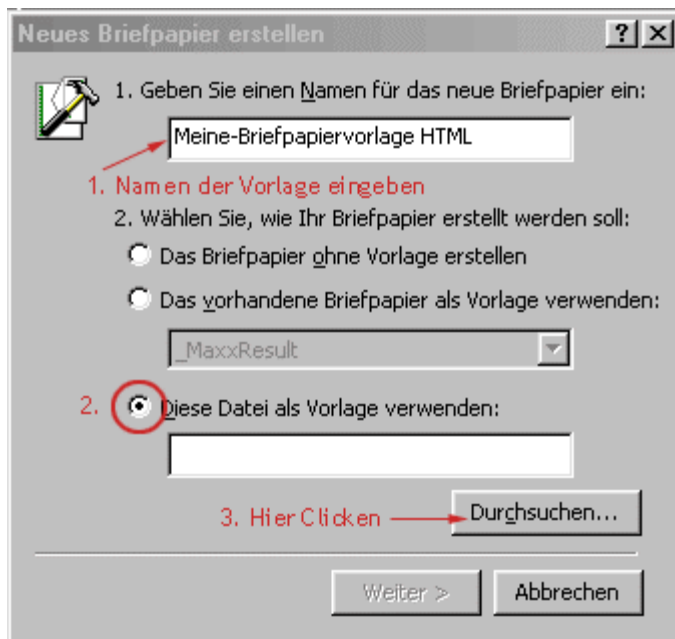 Neues Briefpapier erstellen
1. Geben Sie einen Namen für das neue Briefpapier ein:
Meine-Briefpapiervorlage HTML
1. Namen der Vorlage eingeben
2. Wählen Sie, wie Ihr Briefpapier erstellt werden soll:
Das Briefpapier ohne Vorlage erstellen
Das vorhandene Briefpapier als Vorlage verwenden:
_MaxxResult
2. Diese Datei als Vorlage verwenden:
3. Hier Clicken Durchsuchen...
Weiter > Abbrechen